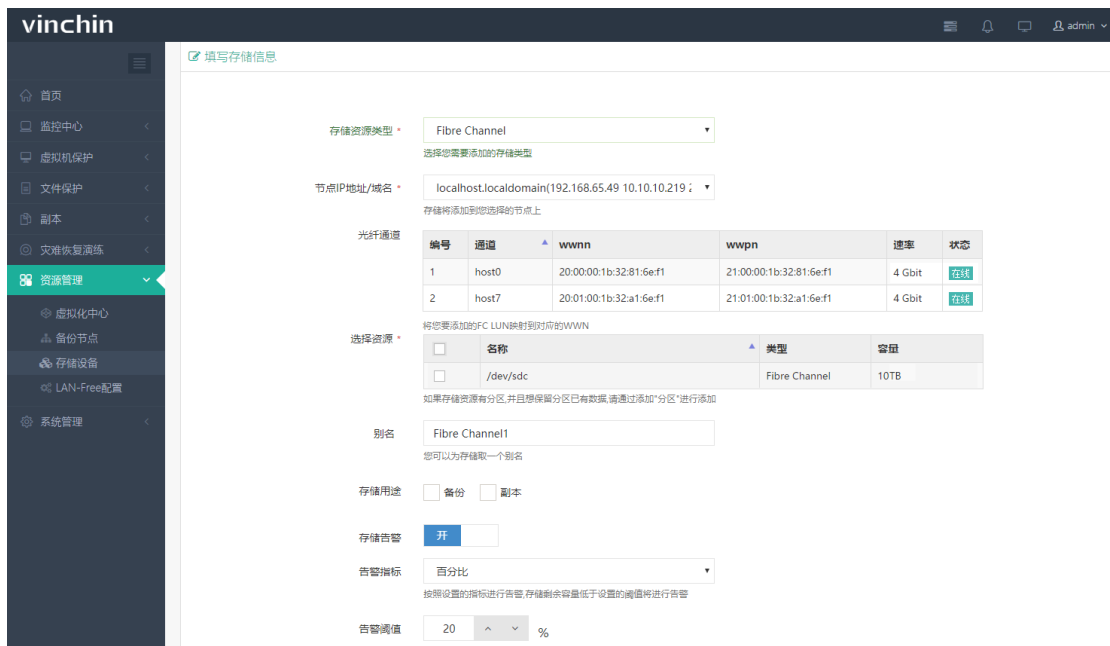 vinchin
admin
填写存储信息
首页
监控中心
虚拟机保护
文件保护
副本
灾难恢复演练
资源管理
虚拟化中心
备份节点
存储设备
LAN-Free配置
系统管理
存储资源类型 * Fibre Channel
选择您需要添加的存储类型
节点IP地址/域名 * localhost.localdomain(192.168.65.49 10.10.10.219 2
存储将添加到您选择的节点上
光纤通道
编号 通道 wwnn wwpn 速率 状态
1 host0 20:00:00:1b:32:81:6e:f1 21:00:00:1b:32:81:6e:f1 4 Gbit 在线
2 host7 20:01:00:1b:32:a1:6e:f1 21:01:00:1b:32:a1:6e:f1 4 Gbit 在线
将您要添加的FC LUN映射到对应的WWN
选择资源 *
名称 类型 容量
/dev/sdc Fibre Channel 10TB
如果存储资源有分区,并且想保留分区已有数据,请通过添加"分区"进行添加
别名 Fibre Channel1
您可以为存储取一个别名
存储用途 备份 副本
存储告警 开
告警指标 百分比
按照设置的指标进行告警,存储剩余容量低于设置的阈值将进行告警
告警阈值 20 %